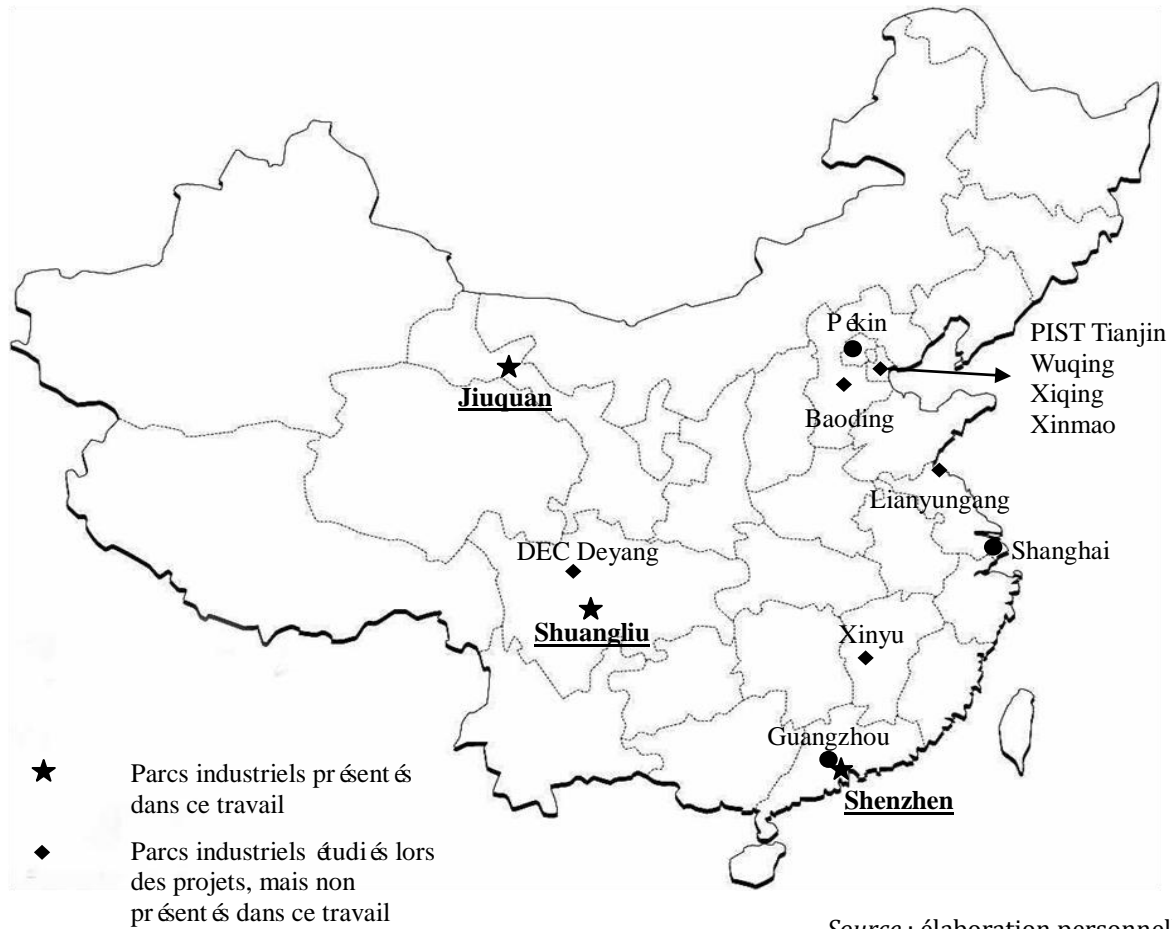 Pékin
PIST Tianjin
Wuqing
Xiqing
Xinmao
Jiuquan
Baoding
Lianyungang
DEC Deyang
Shanghai
Shuangliu
Xinyu
Guangzhou
Shenzhen
Parcs industriels présentés
dans ce travail
Parcs industriels étudiés lors
des projets, mais non
présentés dans ce travail
Source : élaboration personnel